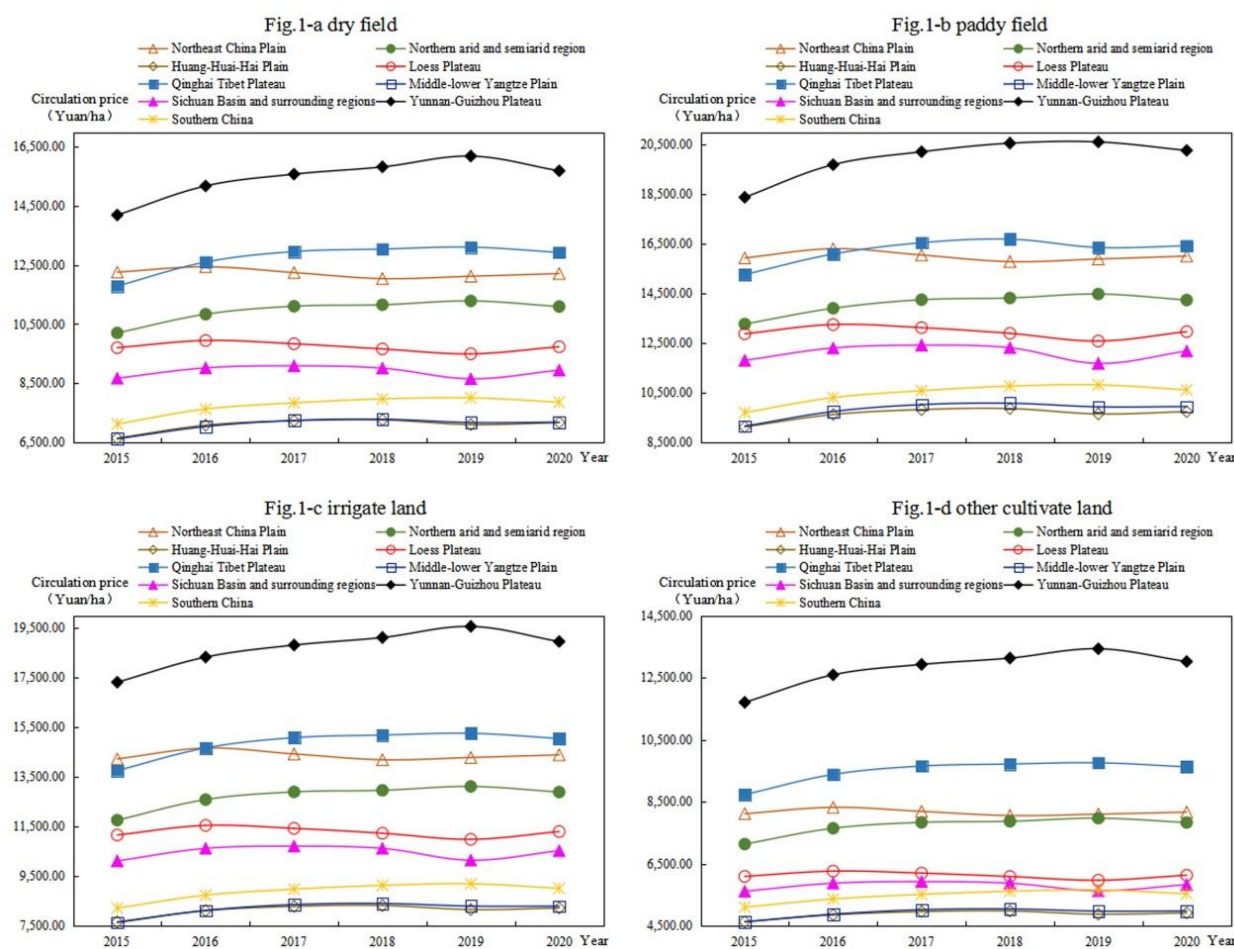 Fig.1-a dry field
Northeast China Plain
Northern arid and semiarid region
Huang-Huai-Hai Plain
Loess Plateau
Qinghai Tibet Plateau
Middle-lower Yangtze Plain
Sichuan Basin and surrounding regions
Yunnan-Guizhou Plateau
Southern China
Circulation price
（Yuan/ha）
16,500.00
14,500.00
12,500.00
10,500.00
8,500.00
6,500.00
2015 2016 2017 2018 2019 2020 Year
Fig.1-b paddy field
Northeast China Plain
Northern arid and semiarid region
Huang-Huai-Hai Plain
Loess Plateau
Qinghai Tibet Plateau
Middle-lower Yangtze Plain
Sichuan Basin and surrounding regions
Yunnan-Guizhou Plateau
Southern China
Circulation price
（Yuan/ha）
20,500.00
18,500.00
16,500.00
14,500.00
12,500.00
10,500.00
8,500.00
2015 2016 2017 2018 2019 2020 Year
Fig.1-c irrigate land
Northeast China Plain
Northern arid and semiarid region
Huang-Huai-Hai Plain
Loess Plateau
Qinghai Tibet Plateau
Middle-lower Yangtze Plain
Sichuan Basin and surrounding regions
Yunnan-Guizhou Plateau
Southern China
Circulation price
（Yuan/ha）
19,500.00
17,500.00
15,500.00
13,500.00
11,500.00
9,500.00
7,500.00
2015 2016 2017 2018 2019 2020 Year
Fig.1-d other cultivate land
Northeast China Plain
Northern arid and semiarid region
Huang-Huai-Hai Plain
Loess Plateau
Qinghai Tibet Plateau
Middle-lower Yangtze Plain
Sichuan Basin and surrounding regions
Yunnan-Guizhou Plateau
Southern China
Circulation price
（Yuan/ha）
14,500.00
12,500.00
10,500.00
8,500.00
6,500.00
4,500.00
2015 2016 2017 2018 2019 2020 Year